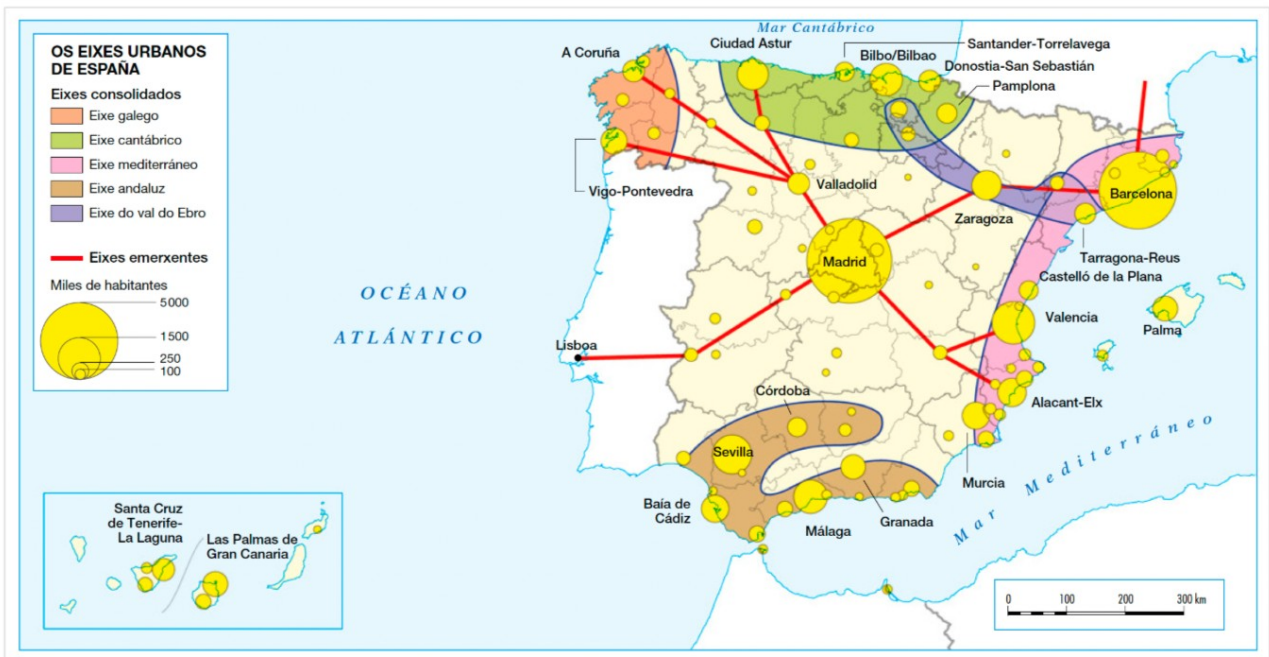 OS EIXES URBANOS
DE ESPAÑA
Eixes consolidados
Eixe galego
Eixe cantábrico
Eixe mediterráneo
Eixe andaluz
Eixe do val do Ebro
Eixes emerxentes
Miles de habitantes
5000
1500
250
100
Mar Cantábrico
A Coruña
Ciudad Astur
Santander-Torrelavega
Bilbo/Bilbao
Donostia-San Sebastián
Pamplona
Vigo-Pontevedra
Valladolid
Zaragoza
Barcelona
Madrid
Tarragona-Reus
Castelló de la Plana
OCÉANO
ATLÁNTICO
Valencia
Palma
Lisboa
Córdoba
Alacant-Elx
Sevilla
Murcia
Mar Mediterráneo
Baía de
Cádiz
Málaga
Granada
Santa Cruz
de Tenerife-
La Laguna
Las Palmas de
Gran Canaria
0 100 200 300 km